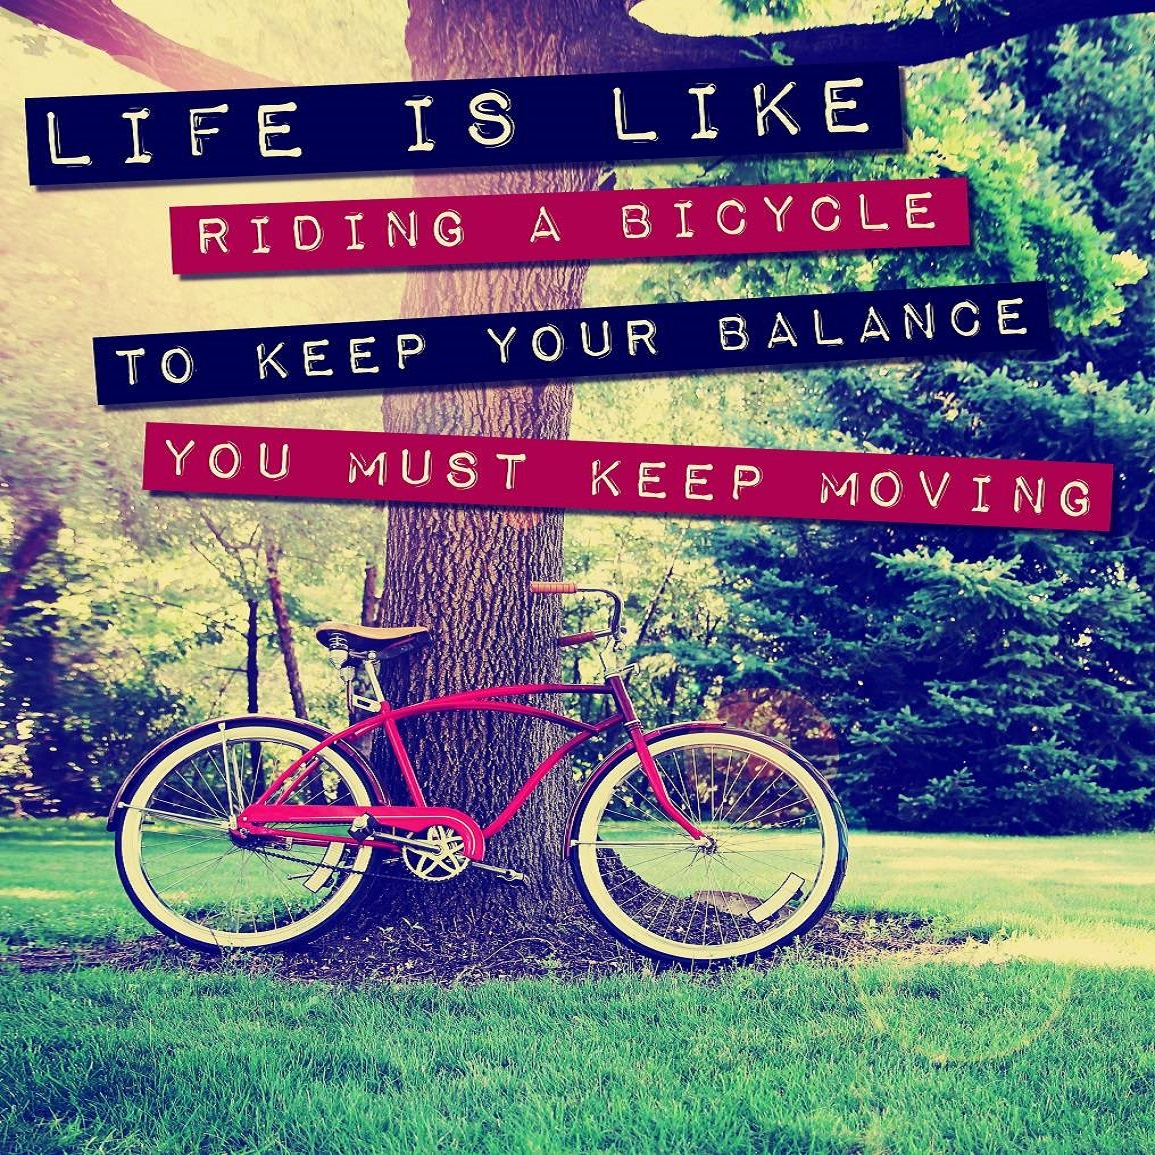 LIFE IS LIKE
RIDING A BICYCLE
TO KEEP YOUR BALANCE
YOU MUST KEEP MOVING